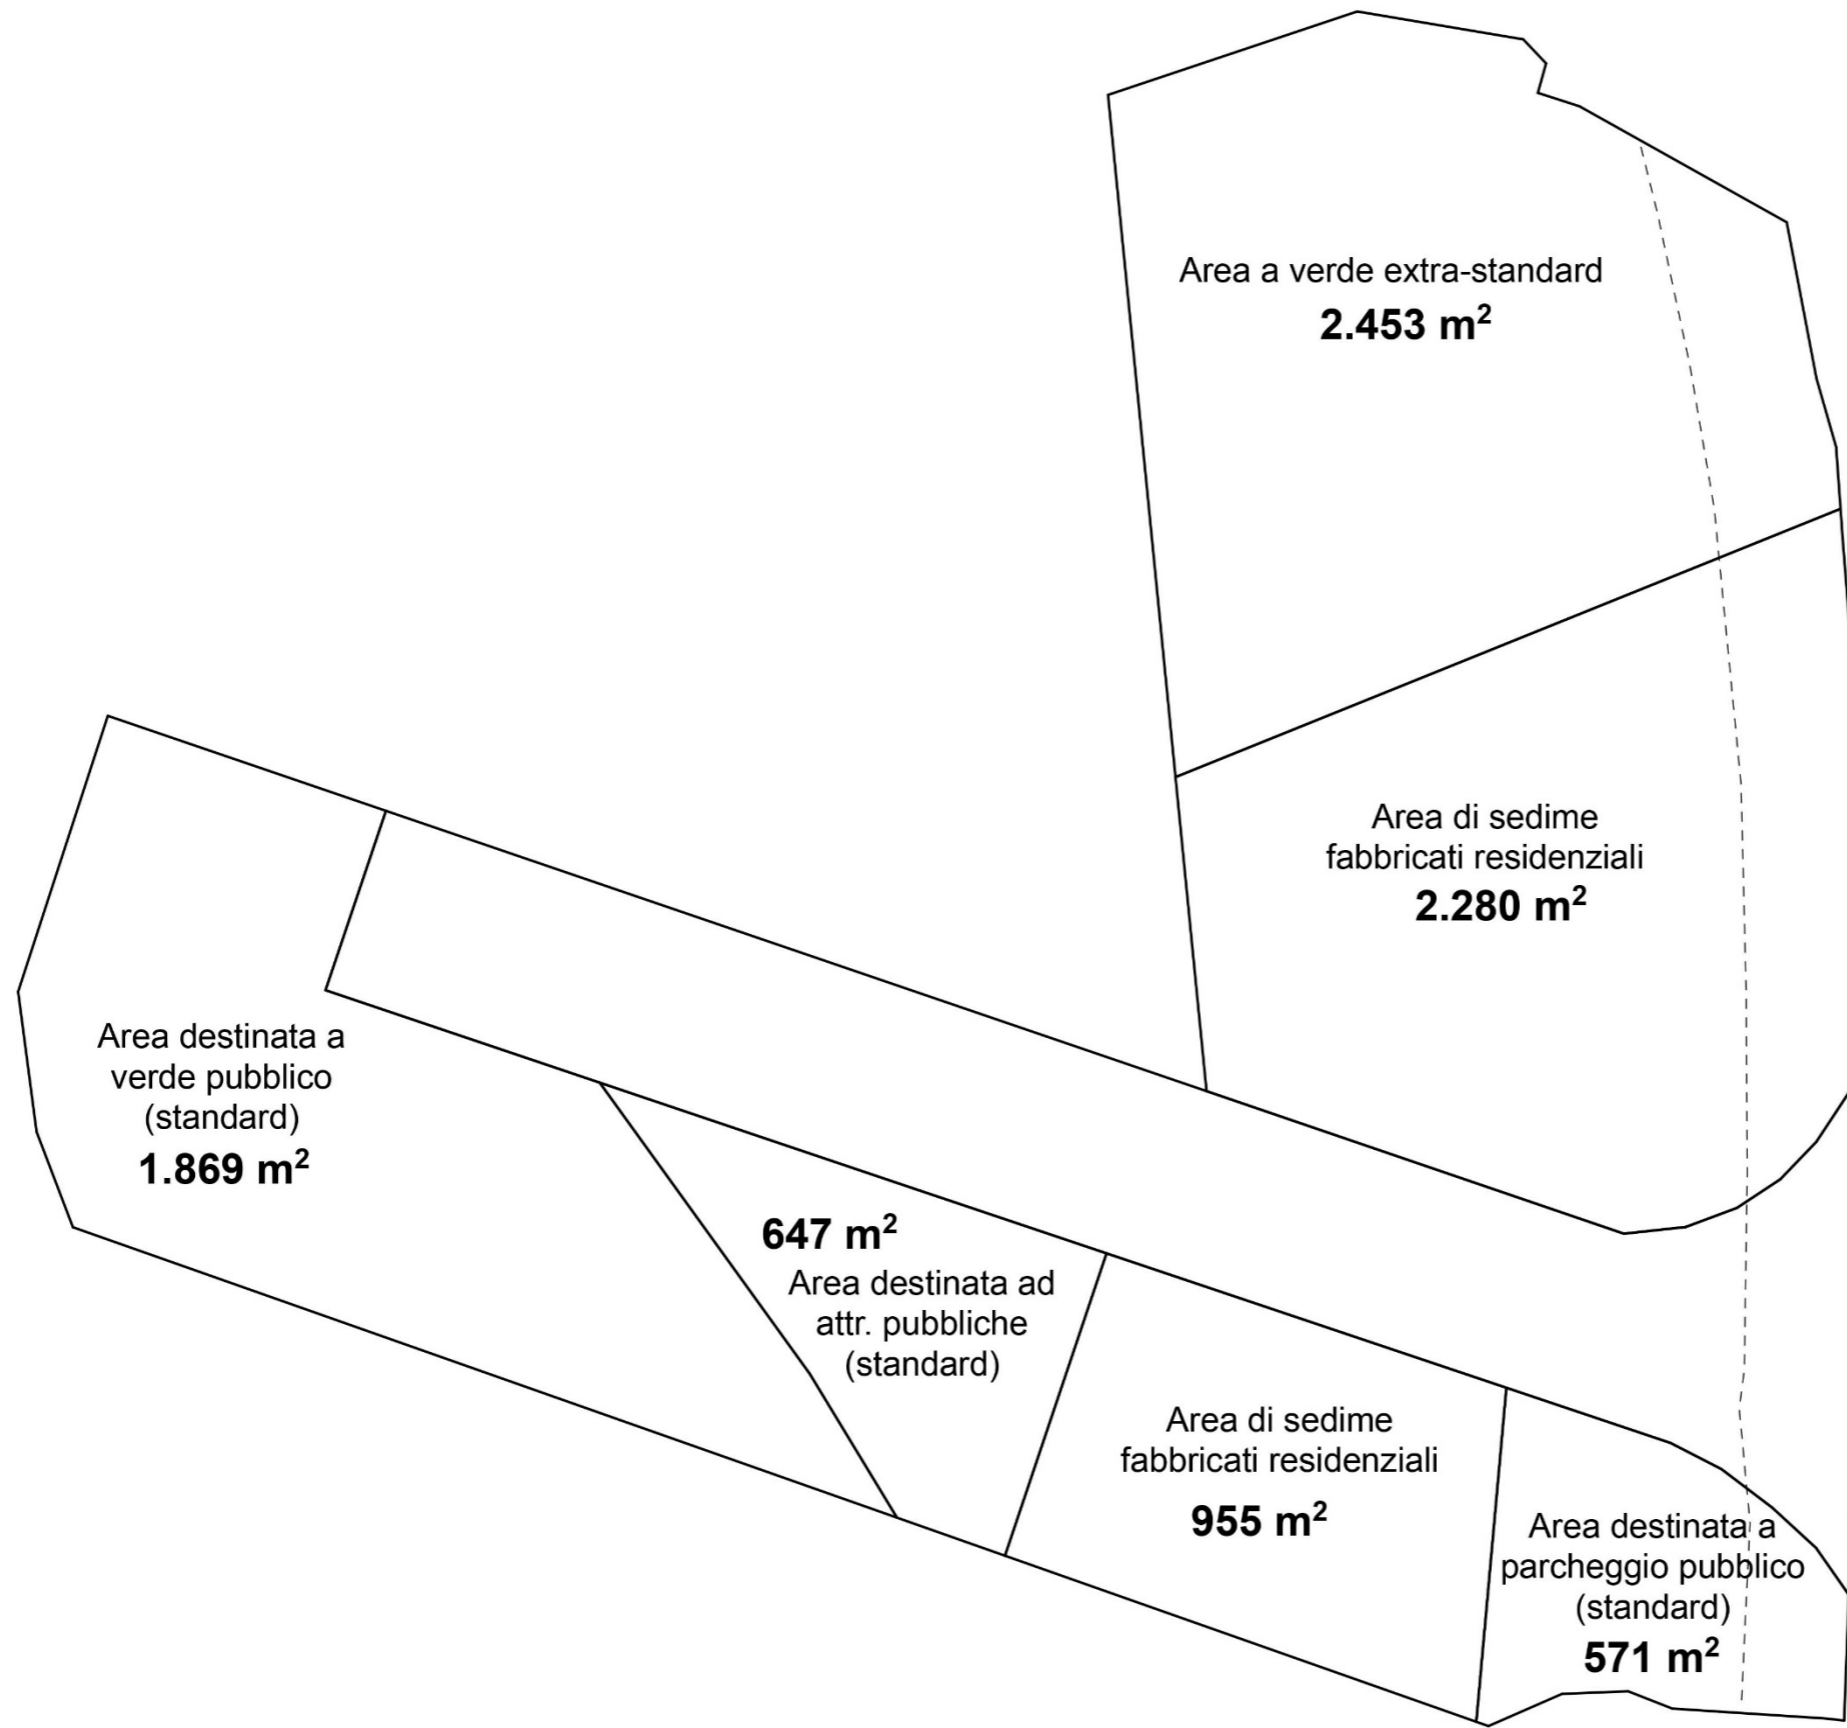 Area a verde extra-standard
2.453 m²
Area di sedime
fabbricati residenziali
2.280 m²
Area destinata a
verde pubblico
(standard)
1.869 m²
647 m²
Area destinata ad
attr. pubbliche
(standard)
Area di sedime
fabbricati residenziali
955 m²
Area destinata a
parcheggio pubblico
(standard)
571 m²